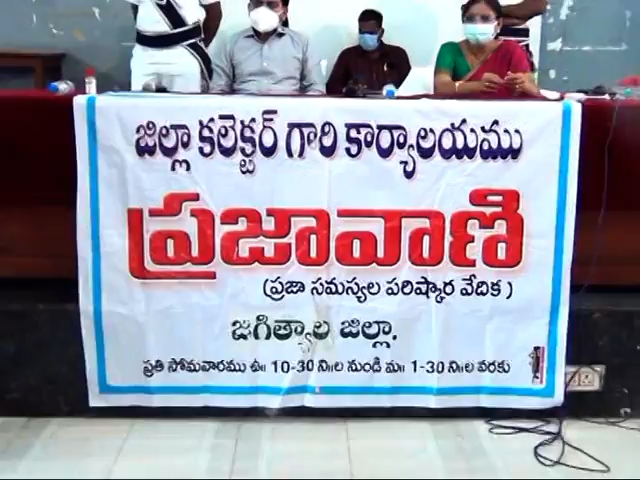 జిల్లా కలెక్టర్ గారి కార్యాలయము
ప్రజావాణి
(ప్రజా సమస్యల పరిష్కార వేదిక)
జగిత్యాల జిల్లా.
ప్రతి సోమవారము ఉ॥ 10-30 ని॥ల నుండి మ॥ 1-30 ని॥ల వరకు